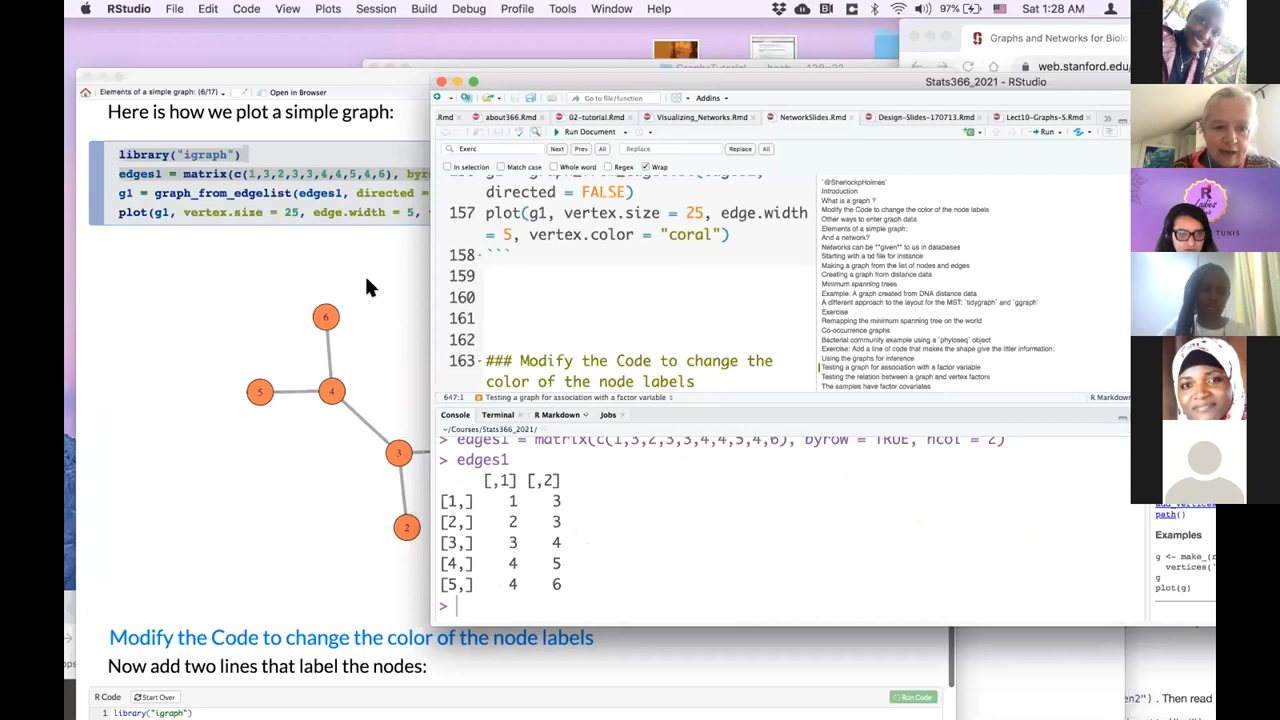 RStudio File Edit Code View Plots Session Build Debug Profile Tools Window Help 97% Sat 1:28 AM
Graphs and Networks for Biolo
web.stanford.edu/
Elements of a simple graph: (6/17) Open in Browser
Here is how we plot a simple graph:
library("igraph")
edges1 = matrix(c(1,3,2,3,3,4,4,5,4,6), byro
g1 = graph_from_edgelist(edges1, directed =
plot(g1, vertex.size = 25, edge.width = 5,
6
5
4
3
2
Modify the Code to change the color of the node labels
Now add two lines that label the nodes:
R Code Start Over Run Code
1 library("igraph")
Stats366_2021 - RStudio
Go to file/function Addins
.Rmd about366.Rmd 02-tutorial.Rmd Visualizing_Networks.Rmd NetworkSlides.Rmd Design-Slides-170713.Rmd Lect10-Graphs-S.Rmd
Run Document Run
Exerc Next Prev All Replace Replace All
In selection Match case Whole word Regex Wrap
directed = FALSE)
157 plot(g1, vertex.size = 25, edge.width
= 5, vertex.color = "coral")
158 ```
159
160
161
162
163 ### Modify the Code to change the
color of the node labels
`@SherlockpHolmes`
Introduction
What is a graph ?
Modify the Code to change the color of the node labels
Other ways to enter graph data
Elements of a simple graph:
And a network?
Networks can be **given** to us in databases
Starting with a bd file for instance
Making a graph from the list of nodes and edges
Creating a graph from distance data
Minimum spanning trees
Example: A graph created from DNA distance data
A different approach to the layout for the MST: `tidygraph` and `ggraph`
Exercise
Remapping the minimum spanning tree on the world
Co-occurrence graphs
Bacterial community example using a `phyloseq` object
Exercise: Add a line of code that makes the shape give the Litter information:
Using the graphs for inference
Testing a graph for association with a factor variable
Testing the relation between a graph and vertex factors
The samples have factor covariates
647:1 Testing a graph for association with a factor variable R Markdown
Console Terminal R Markdown Jobs
~/Courses/Stats366_2021/
> edges1 = matrix(c(1,3,2,3,3,4,4,5,4,6), byrow = TRUE, ncol = 2)
> edges1
[,1] [,2]
[1,] 1 3
[2,] 2 3
[3,] 3 4
[4,] 4 5
[5,] 4 6
>
R
Ladies
TUNIS
path()
Examples
g <- make_(r
vertices(`
g
plot(g)
en2") . Then read